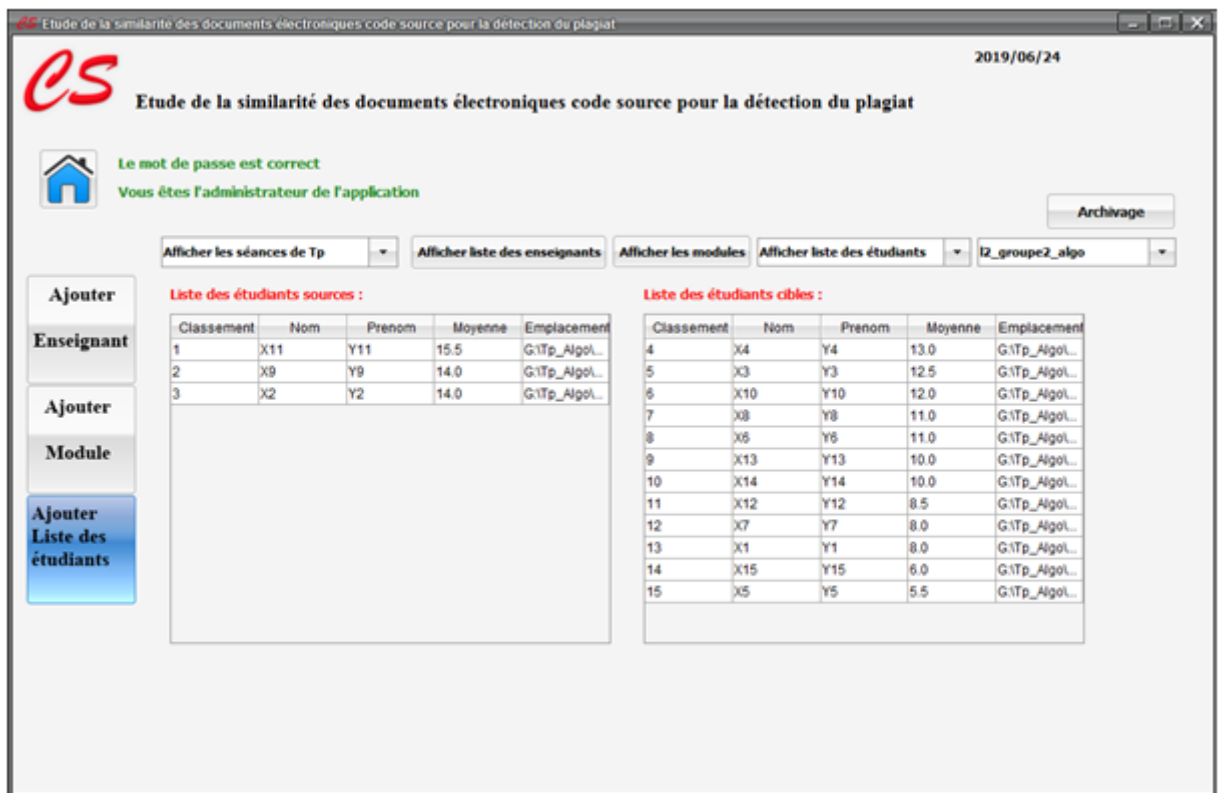 CS Etude de la similarité des documents électroniques code source pour la détection du plagiat
2019/06/24
CS
Etude de la similarité des documents électroniques code source pour la détection du plagiat
Le mot de passe est correct
Vous êtes l'administrateur de l'application
Archivage
Afficher les séances de Tp Afficher liste des enseignants Afficher les modules Afficher liste des étudiants l2_groupe2_algo
Ajouter
Enseignant
Ajouter
Module
Ajouter
Liste des
étudiants
Liste des étudiants sources :
Classement Nom Prenom Moyenne Emplacement
1 X11 Y11 15.5 G:\Tp_Algo\...
2 X9 Y9 14.0 G:\Tp_Algo\...
3 X2 Y2 14.0 G:\Tp_Algo\...
Liste des étudiants cibles :
Classement Nom Prenom Moyenne Emplacement
4 X4 Y4 13.0 G:\Tp_Algo\...
5 X3 Y3 12.5 G:\Tp_Algo\...
6 X10 Y10 12.0 G:\Tp_Algo\...
7 X8 Y8 11.0 G:\Tp_Algo\...
8 X6 Y6 11.0 G:\Tp_Algo\...
9 X13 Y13 10.0 G:\Tp_Algo\...
10 X14 Y14 10.0 G:\Tp_Algo\...
11 X12 Y12 8.5 G:\Tp_Algo\...
12 X7 Y7 8.0 G:\Tp_Algo\...
13 X1 Y1 8.0 G:\Tp_Algo\...
14 X15 Y15 6.0 G:\Tp_Algo\...
15 X5 Y5 5.5 G:\Tp_Algo\...